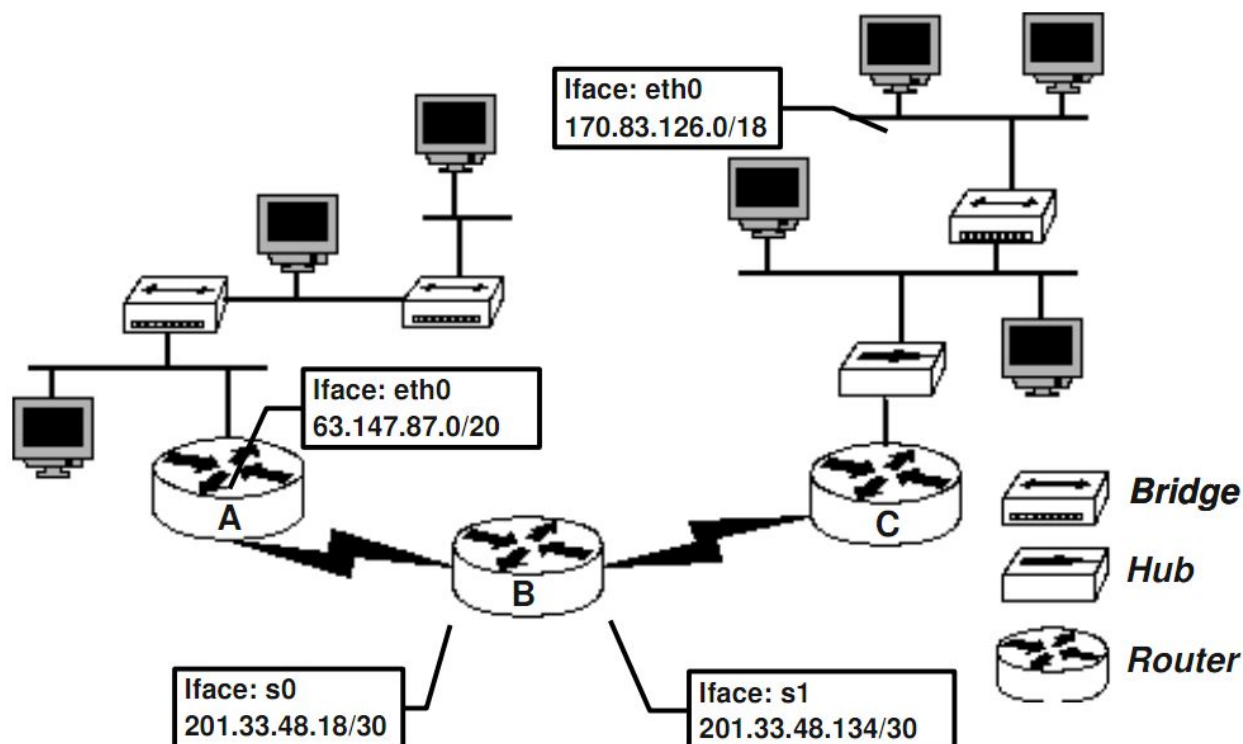 Iface: eth0
170.83.126.0/18
Iface: eth0
63.147.87.0/20
A
B
C
Bridge
Hub
Router
Iface: s0
201.33.48.18/30
Iface: s1
201.33.48.134/30